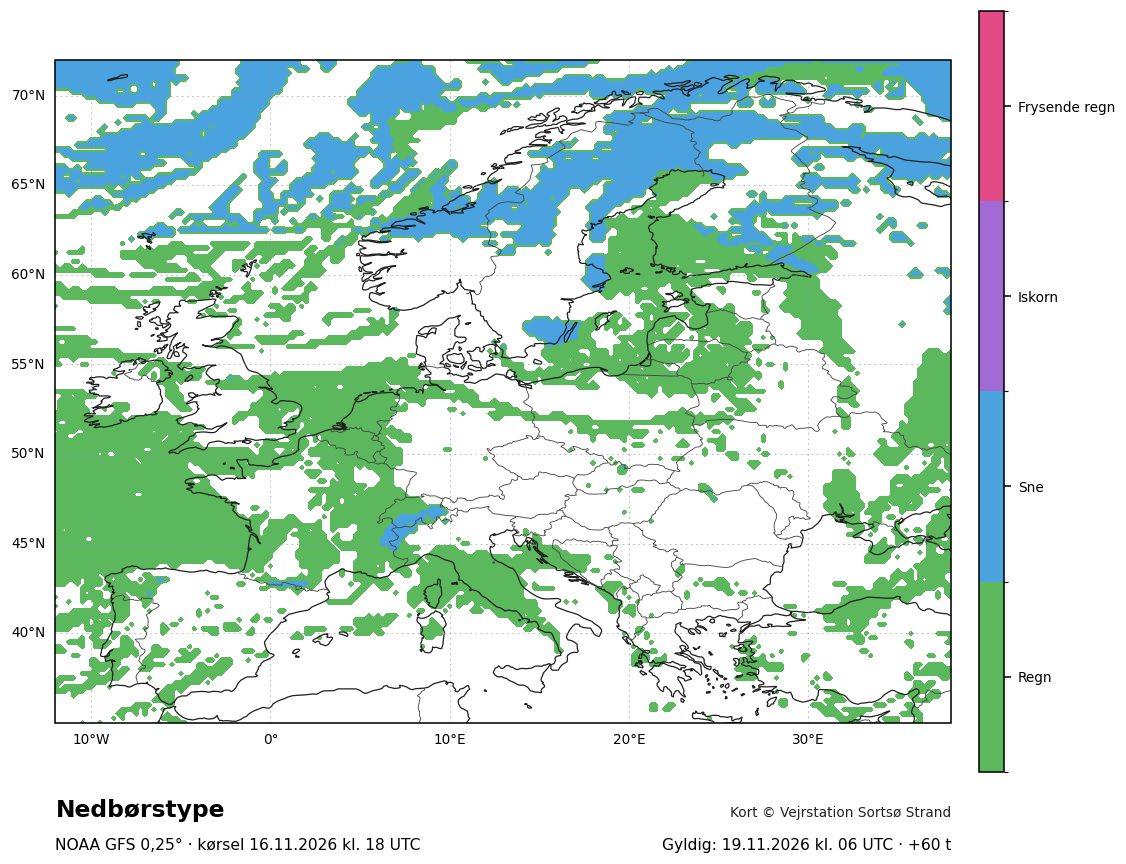 70°N
65°N
60°N
55°N
50°N
45°N
40°N
10°W
0°
10°E
20°E
30°E
Frysende regn
Iskorn
Sne
Regn
Nedbørstype
Kort © Vejrstation Sortsø Strand
NOAA GFS 0,25° · kørsel 16.11.2026 kl. 18 UTC
Gyldig: 19.11.2026 kl. 06 UTC · +60 t